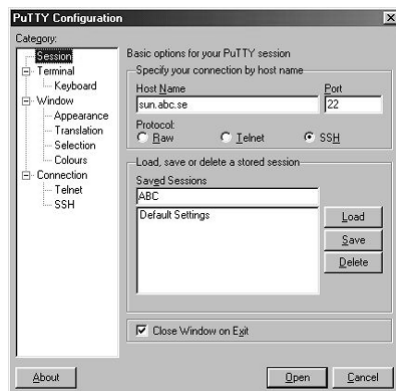 PuTTY Configuration
Category:
Session
Terminal
Keyboard
Window
Appearance
Translation
Selection
Colours
Connection
Telnet
SSH
Basic options for your PuTTY session
Specify your connection by host name
Host Name Port
sun.abc.se 22
Protocol:
Raw Telnet SSH
Load, save or delete a stored session
Saved Sessions
ABC
Default Settings
Load
Save
Delete
Close Window on Exit
About Open Cancel